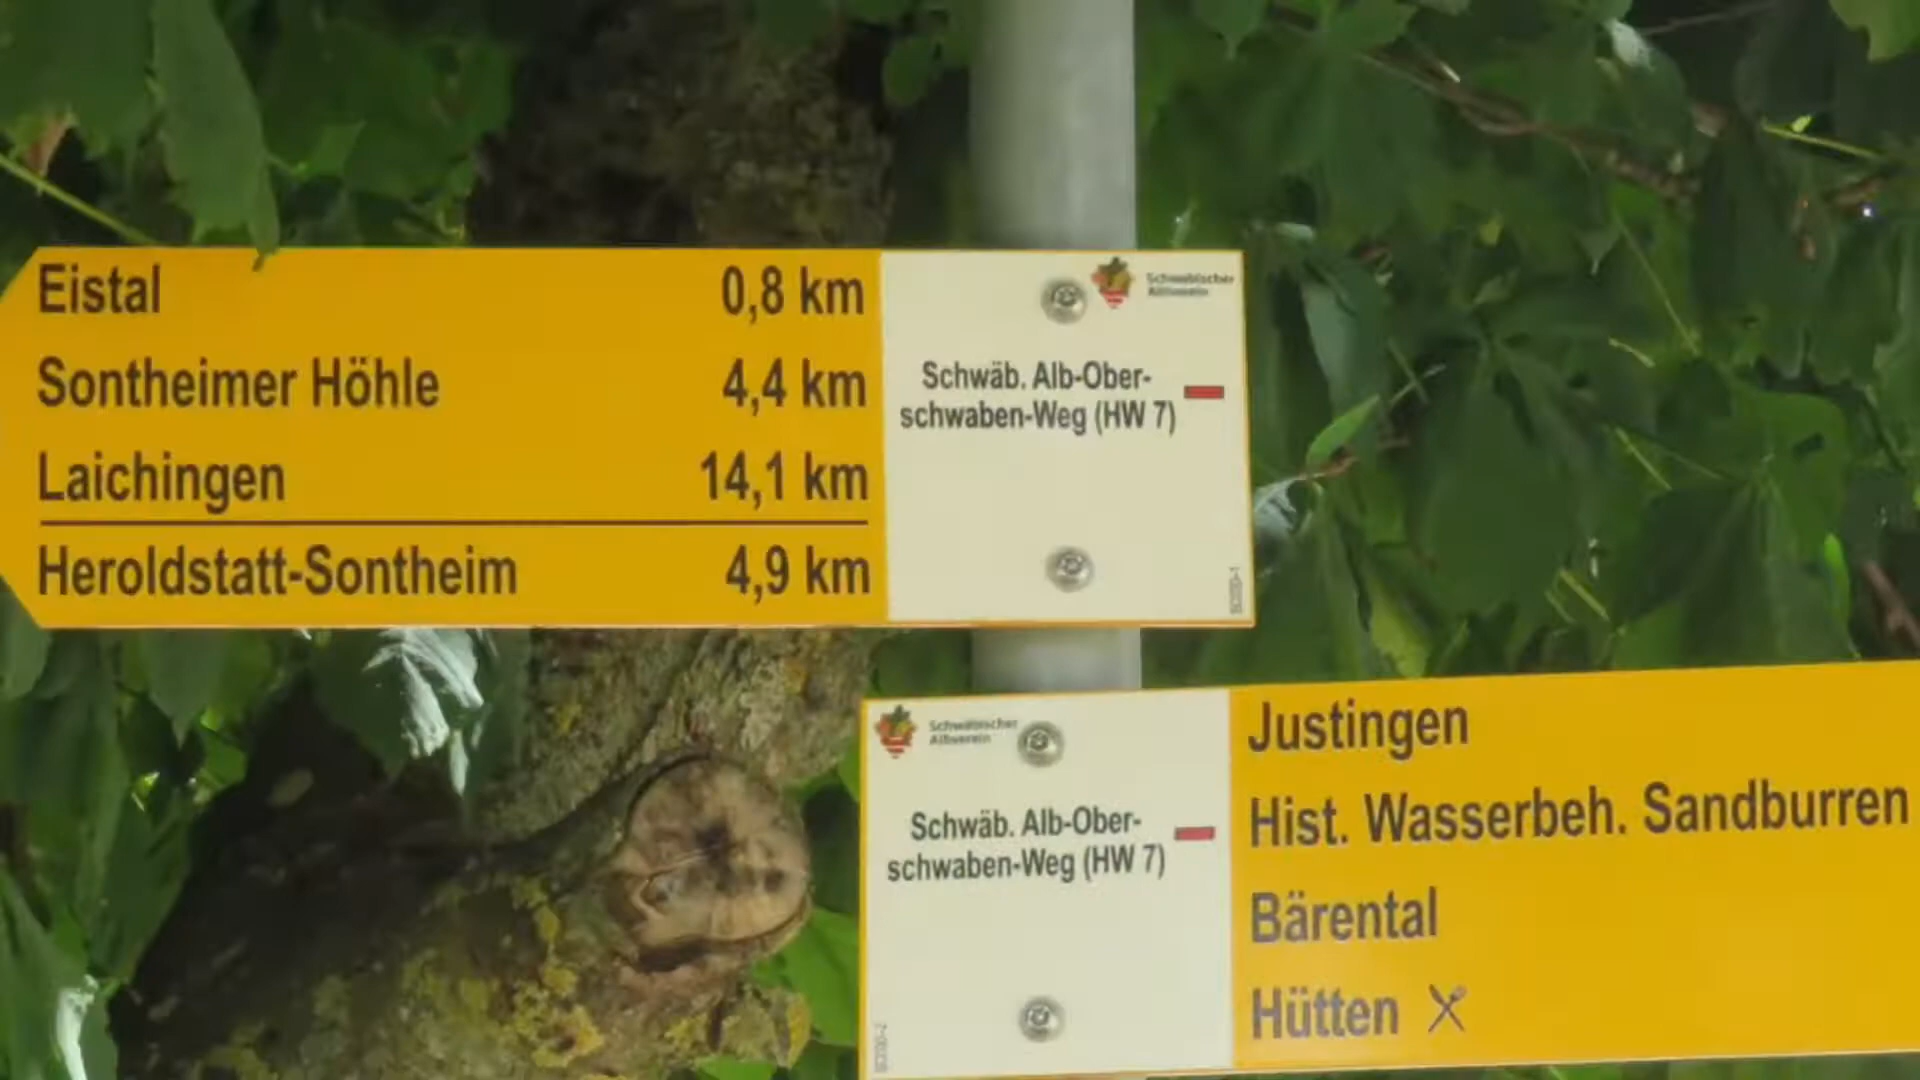 Eistal 0,8 km
Sontheimer Höhle 4,4 km
Laichingen 14,1 km
Heroldstatt-Sontheim 4,9 km
Schwäbischer
Albverein
Schwäb. Alb-Ober-
schwaben-Weg (HW 7)
Schwäbischer
Albverein
Schwäb. Alb-Ober-
schwaben-Weg (HW 7)
Justingen
Hist. Wasserbeh. Sandburren
Bärental
Hütten